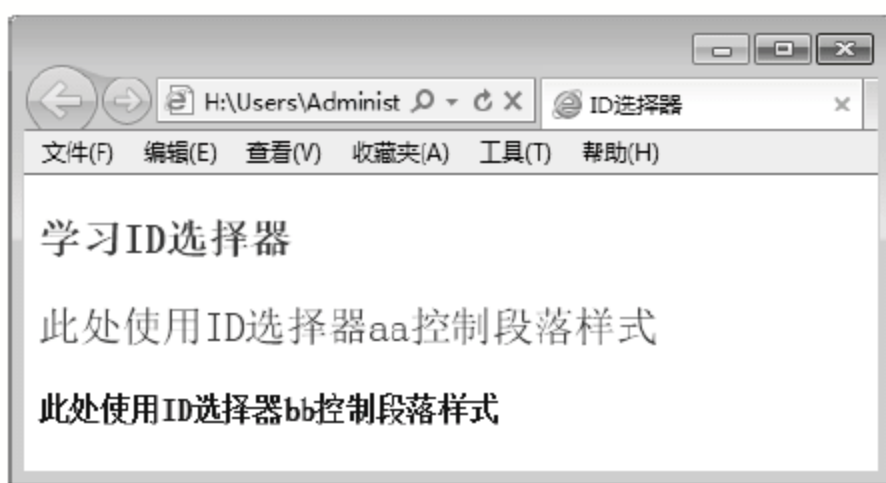 H:\Users\Administ
ID选择器
文件(F) 编辑(E) 查看(V) 收藏夹(A) 工具(T) 帮助(H)
学习ID选择器
此处使用ID选择器aa控制段落样式
此处使用ID选择器bb控制段落样式